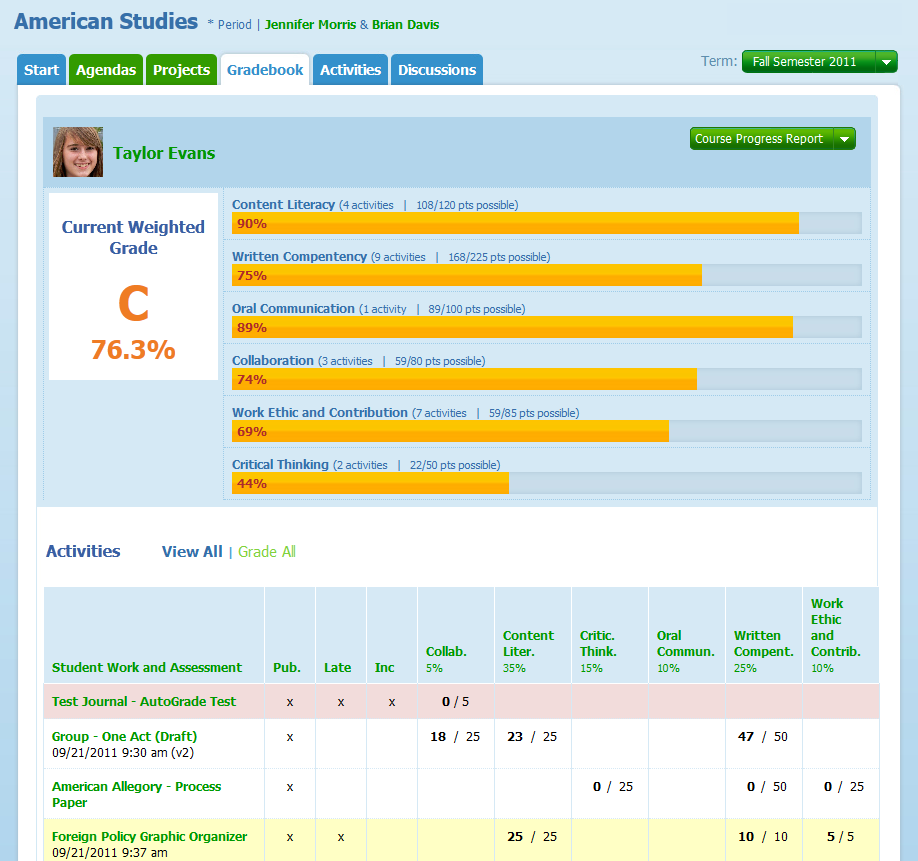 American Studies * Period | Jennifer Morris & Brian Davis
Start Agendas Projects Gradebook Activities Discussions Term: Fall Semester 2011
Taylor Evans Course Progress Report
Current Weighted
Grade
C
76.3%
Content Literacy (4 activities | 108/120 pts possible)
90%
Written Compentency (9 activities | 168/225 pts possible)
75%
Oral Communication (1 activity | 89/100 pts possible)
89%
Collaboration (3 activities | 59/80 pts possible)
74%
Work Ethic and Contribution (7 activities | 59/85 pts possible)
69%
Critical Thinking (2 activities | 22/50 pts possible)
44%
Activities View All | Grade All
Student Work and Assessment
Pub.
Late
Inc
Collab.
5%
Content
Liter.
35%
Critic.
Think.
15%
Oral
Commun.
10%
Written
Compent.
25%
Work
Ethic
and
Contrib.
10%
Test Journal - AutoGrade Test x x x 0 / 5
Group - One Act (Draft) x 18 / 25 23 / 25 47 / 50
09/21/2011 9:30 am (v2)
American Allegory - Process x 0 / 25 0 / 50 0 / 25
Paper
Foreign Policy Graphic Organizer x x 25 / 25 10 / 10 5 / 5
09/21/2011 9:37 am